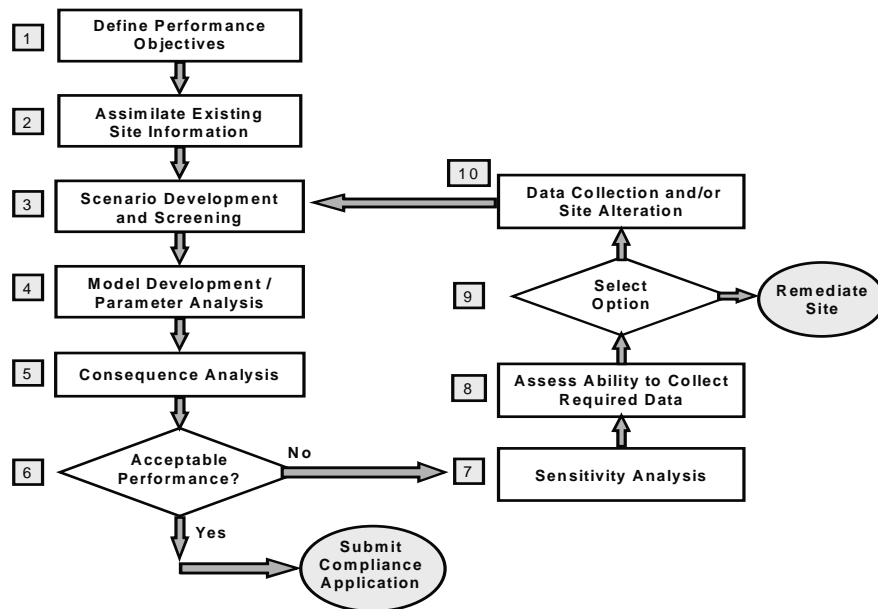 1
Define Performance
Objectives
2
Assimilate Existing
Site Information
3
Scenario Development
and Screening
4
Model Development /
Parameter Analysis
5
Consequence Analysis
6
Acceptable
Performance?
No
Yes
Submit
Compliance
Application
7
Sensitivity Analysis
8
Assess Ability to Collect
Required Data
9
Select
Option
Remediate
Site
10
Data Collection and/or
Site Alteration